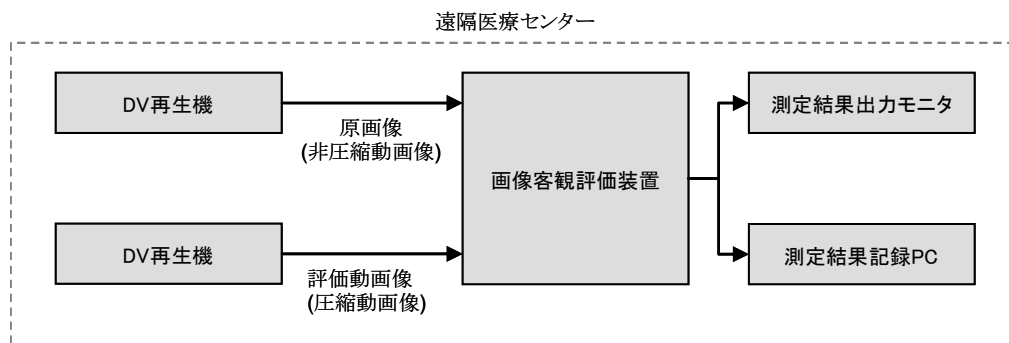 遠隔医療センター
DV再生機
原画像
(非圧縮動画像)
DV再生機
評価動画像
(圧縮動画像)
画像客観評価装置
測定結果出力モニタ
測定結果記録PC